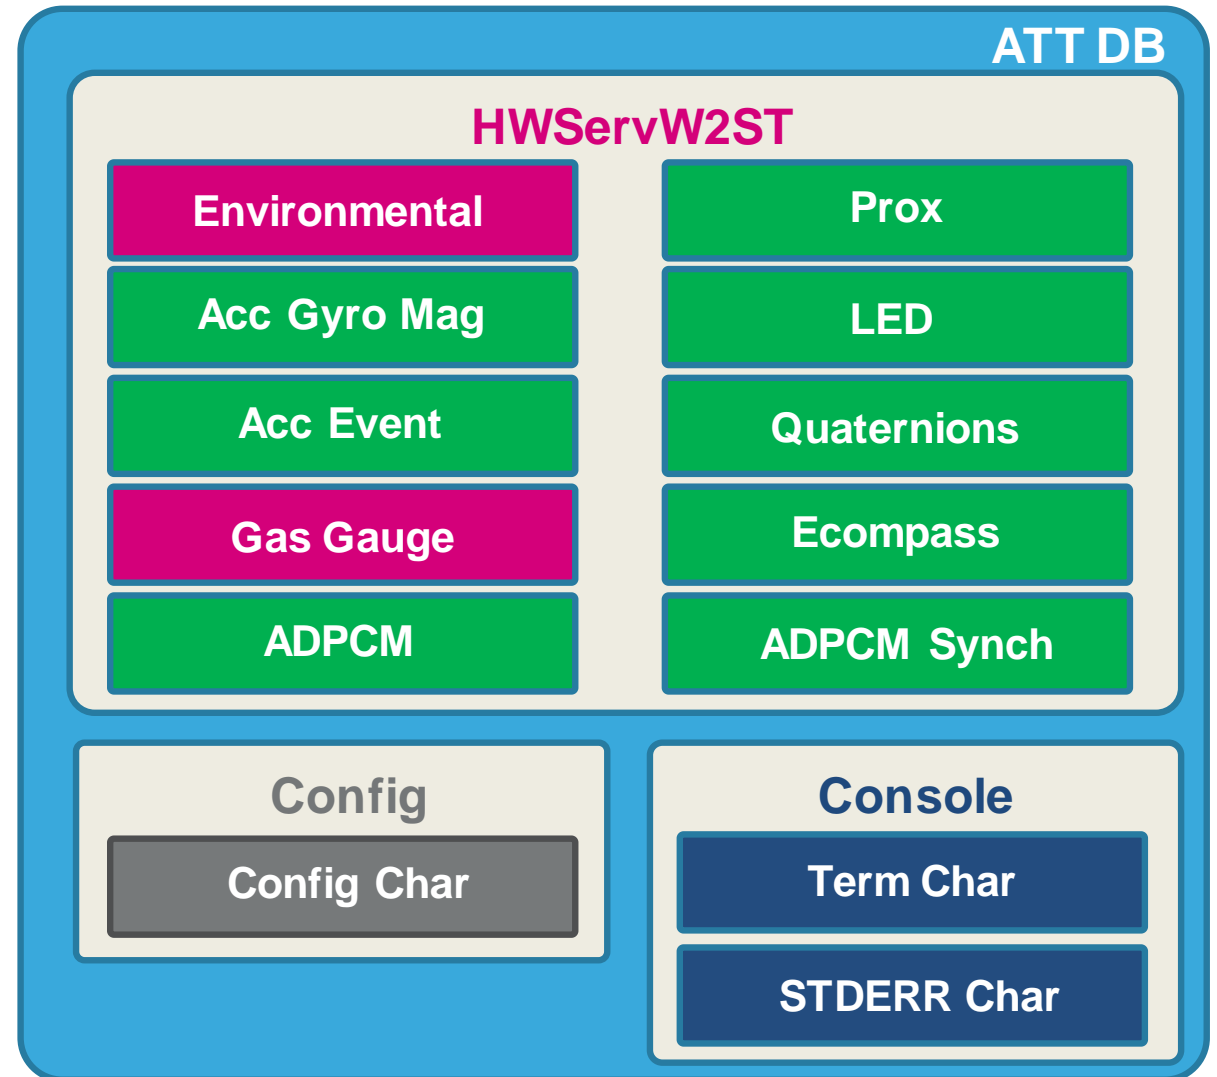 ATT DB
HWServW2ST
Environmental
Prox
Acc Gyro Mag
LED
Acc Event
Quaternions
Gas Gauge
Ecompass
ADPCM
ADPCM Synch
Config
Config Char
Console
Term Char
STDERR Char